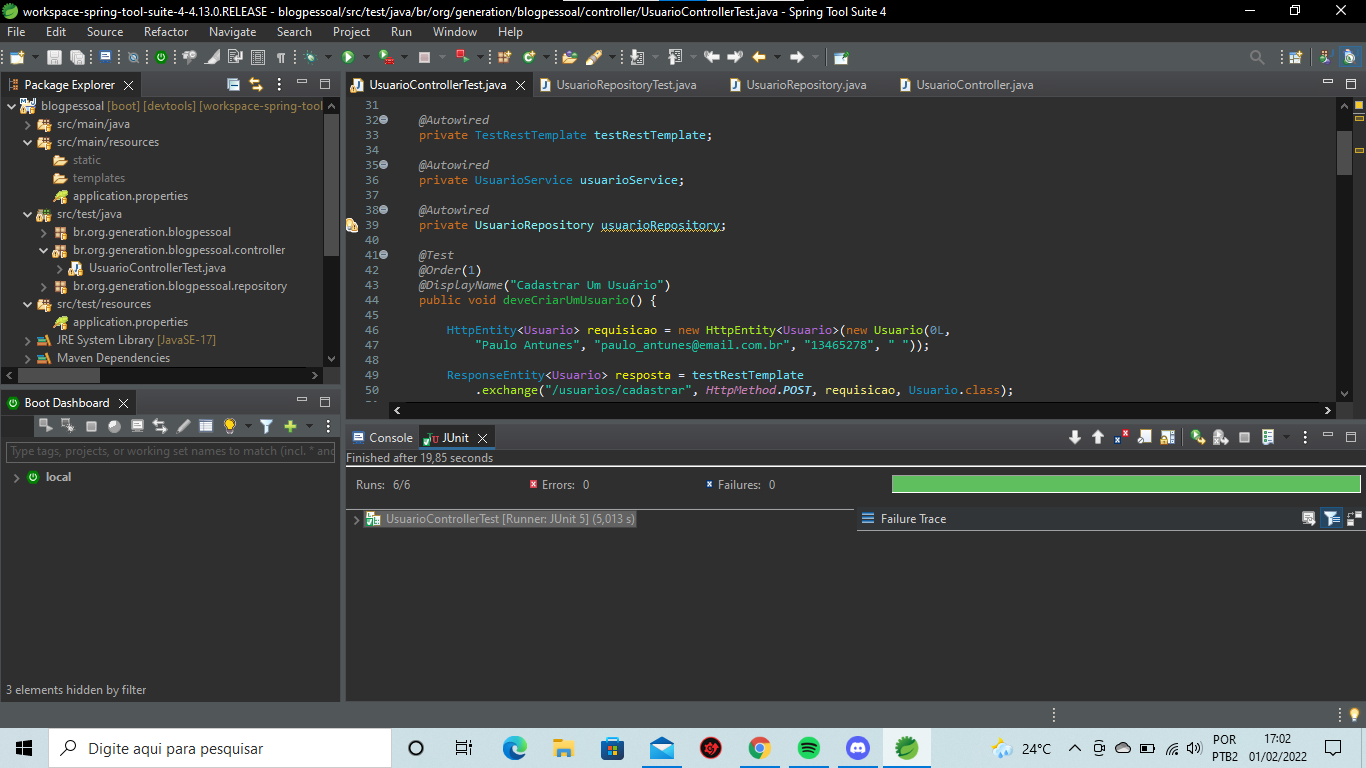 workspace-spring-tool-suite-4-4.13.0.RELEASE - blogpessoal/src/test/java/br/org/generation/blogpessoal/controller/UsuarioControllerTest.java - Spring Tool Suite 4
File Edit Source Refactor Navigate Search Project Run Window Help
Package Explorer
blogpessoal [boot] [devtools] [workspace-spring-tool
src/main/java
src/main/resources
static
templates
application.properties
src/test/java
br.org.generation.blogpessoal
br.org.generation.blogpessoal.controller
UsuarioControllerTest.java
br.org.generation.blogpessoal.repository
src/test/resources
application.properties
JRE System Library [JavaSE-17]
Maven Dependencies
Boot Dashboard
Type tags, projects, or working set names to match (incl. * and
local
3 elements hidden by filter
UsuarioControllerTest.java UsuarioRepositoryTest.java UsuarioRepository.java UsuarioController.java
31
32 @Autowired
33 private TestRestTemplate testRestTemplate;
34
35 @Autowired
36 private UsuarioService usuarioService;
37
38 @Autowired
39 private UsuarioRepository usuarioRepository;
40
41 @Test
42 @Order(1)
43 @DisplayName("Cadastrar Um Usuário")
44 public void deveCriarUmUsuario() {
45
46 HttpEntity<Usuario> requisicao = new HttpEntity<Usuario>(new Usuario(0L,
47 "Paulo Antunes", "paulo_antunes@email.com.br", "13465278", " "));
48
49 ResponseEntity<Usuario> resposta = testRestTemplate
50 .exchange("/usuarios/cadastrar", HttpMethod.POST, requisicao, Usuario.class);
Console JUnit
Finished after 19,85 seconds
Runs: 6/6 Errors: 0 Failures: 0
UsuarioControllerTest [Runner: JUnit 5] (5,013 s)
Failure Trace
Digite aqui para pesquisar
24°C
POR
PTB2
17:02
01/02/2022